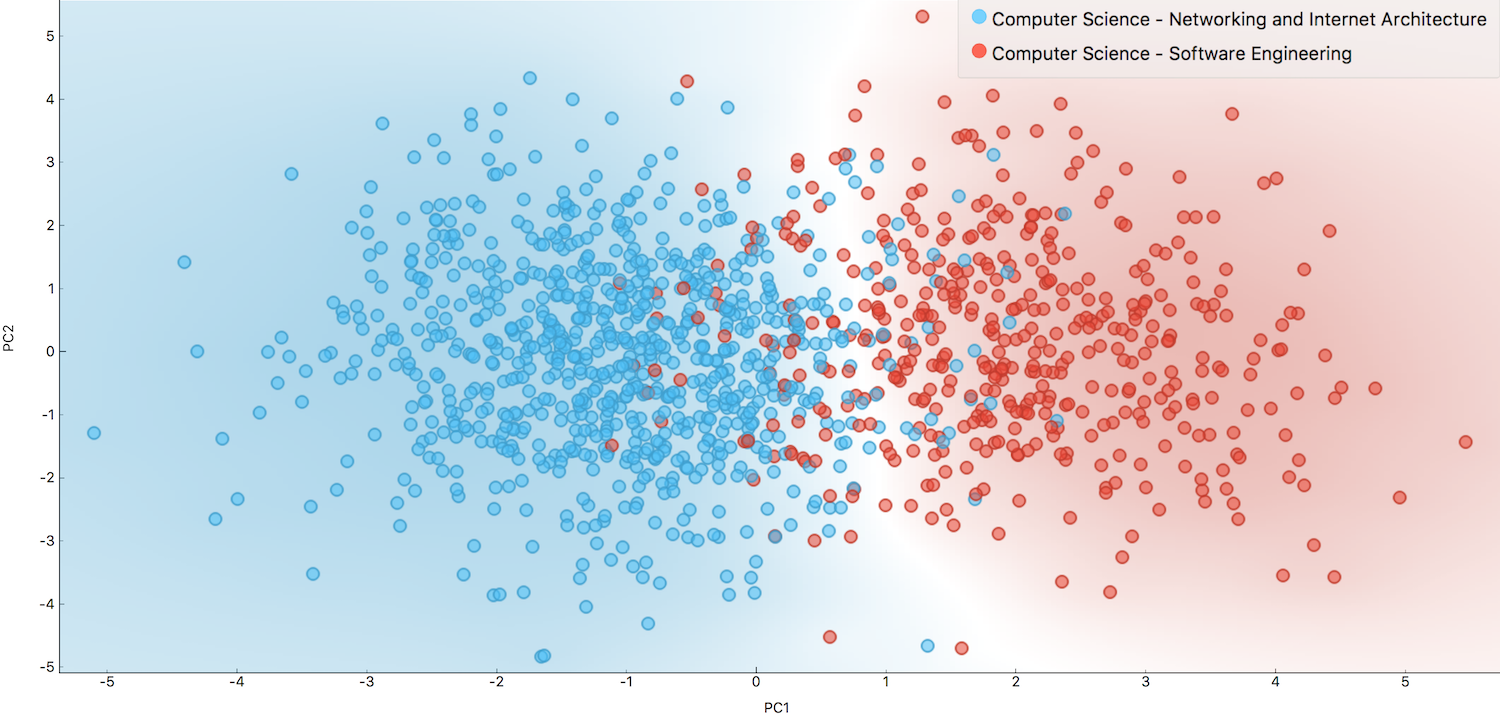 Computer Science - Networking and Internet Architecture
Computer Science - Software Engineering
5
4
3
2
1
0
-1
-2
-3
-4
-5
PC2
-5 -4 -3 -2 -1 0 1 2 3 4 5
PC1